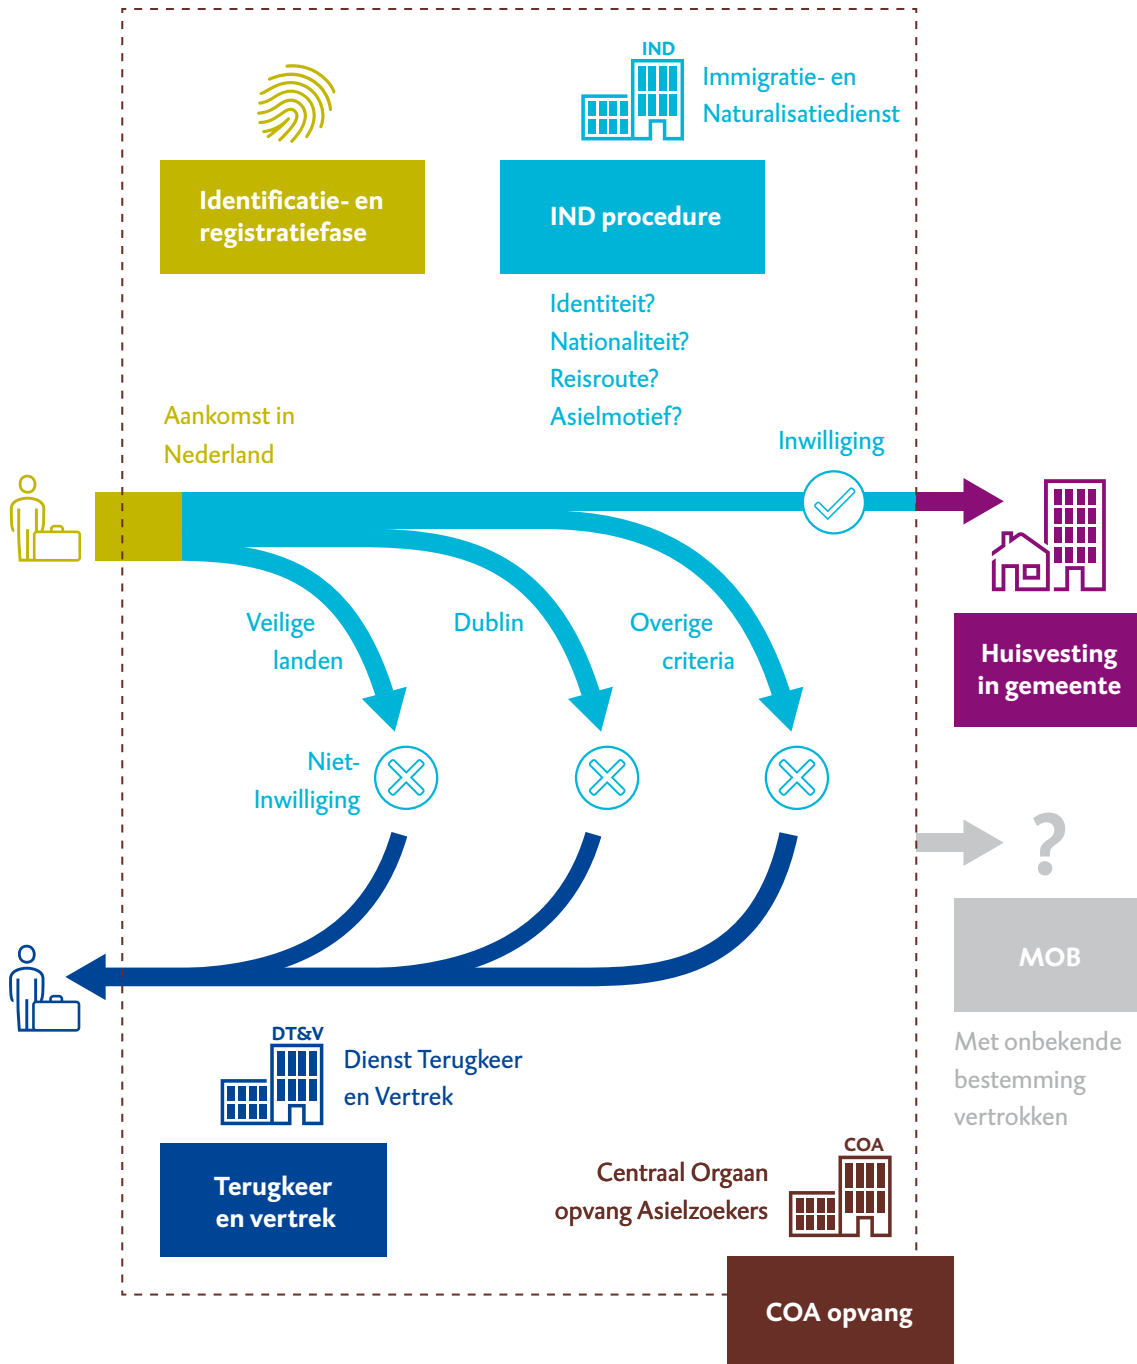 IND
Immigratie- en
Naturalisatiedienst
Identificatie- en
registratiefase
IND procedure
Identiteit?
Nationaliteit?
Reisroute?
Asielmotief?
Aankomst in
Nederland
Inwilliging
Veilige
landen
Dublin
Overige
criteria
Huisvesting
in gemeente
Niet-
Inwilliging
?
MOB
Met onbekende
bestemming
vertrokken
DT&V
Dienst Terugkeer
en Vertrek
Terugkeer
en vertrek
COA
Centraal Orgaan
opvang Asielzoekers
COA opvang